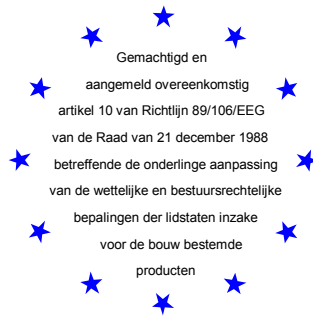 Gemachtigd en
aangemeld overeenkomstig
artikel 10 van Richtlijn 89/106/EEG
van de Raad van 21 december 1988
betreffende de onderlinge aanpassing
van de wettelijke en bestuursrechtelijke
bepalingen der lidstaten inzake
voor de bouw bestemde
producten